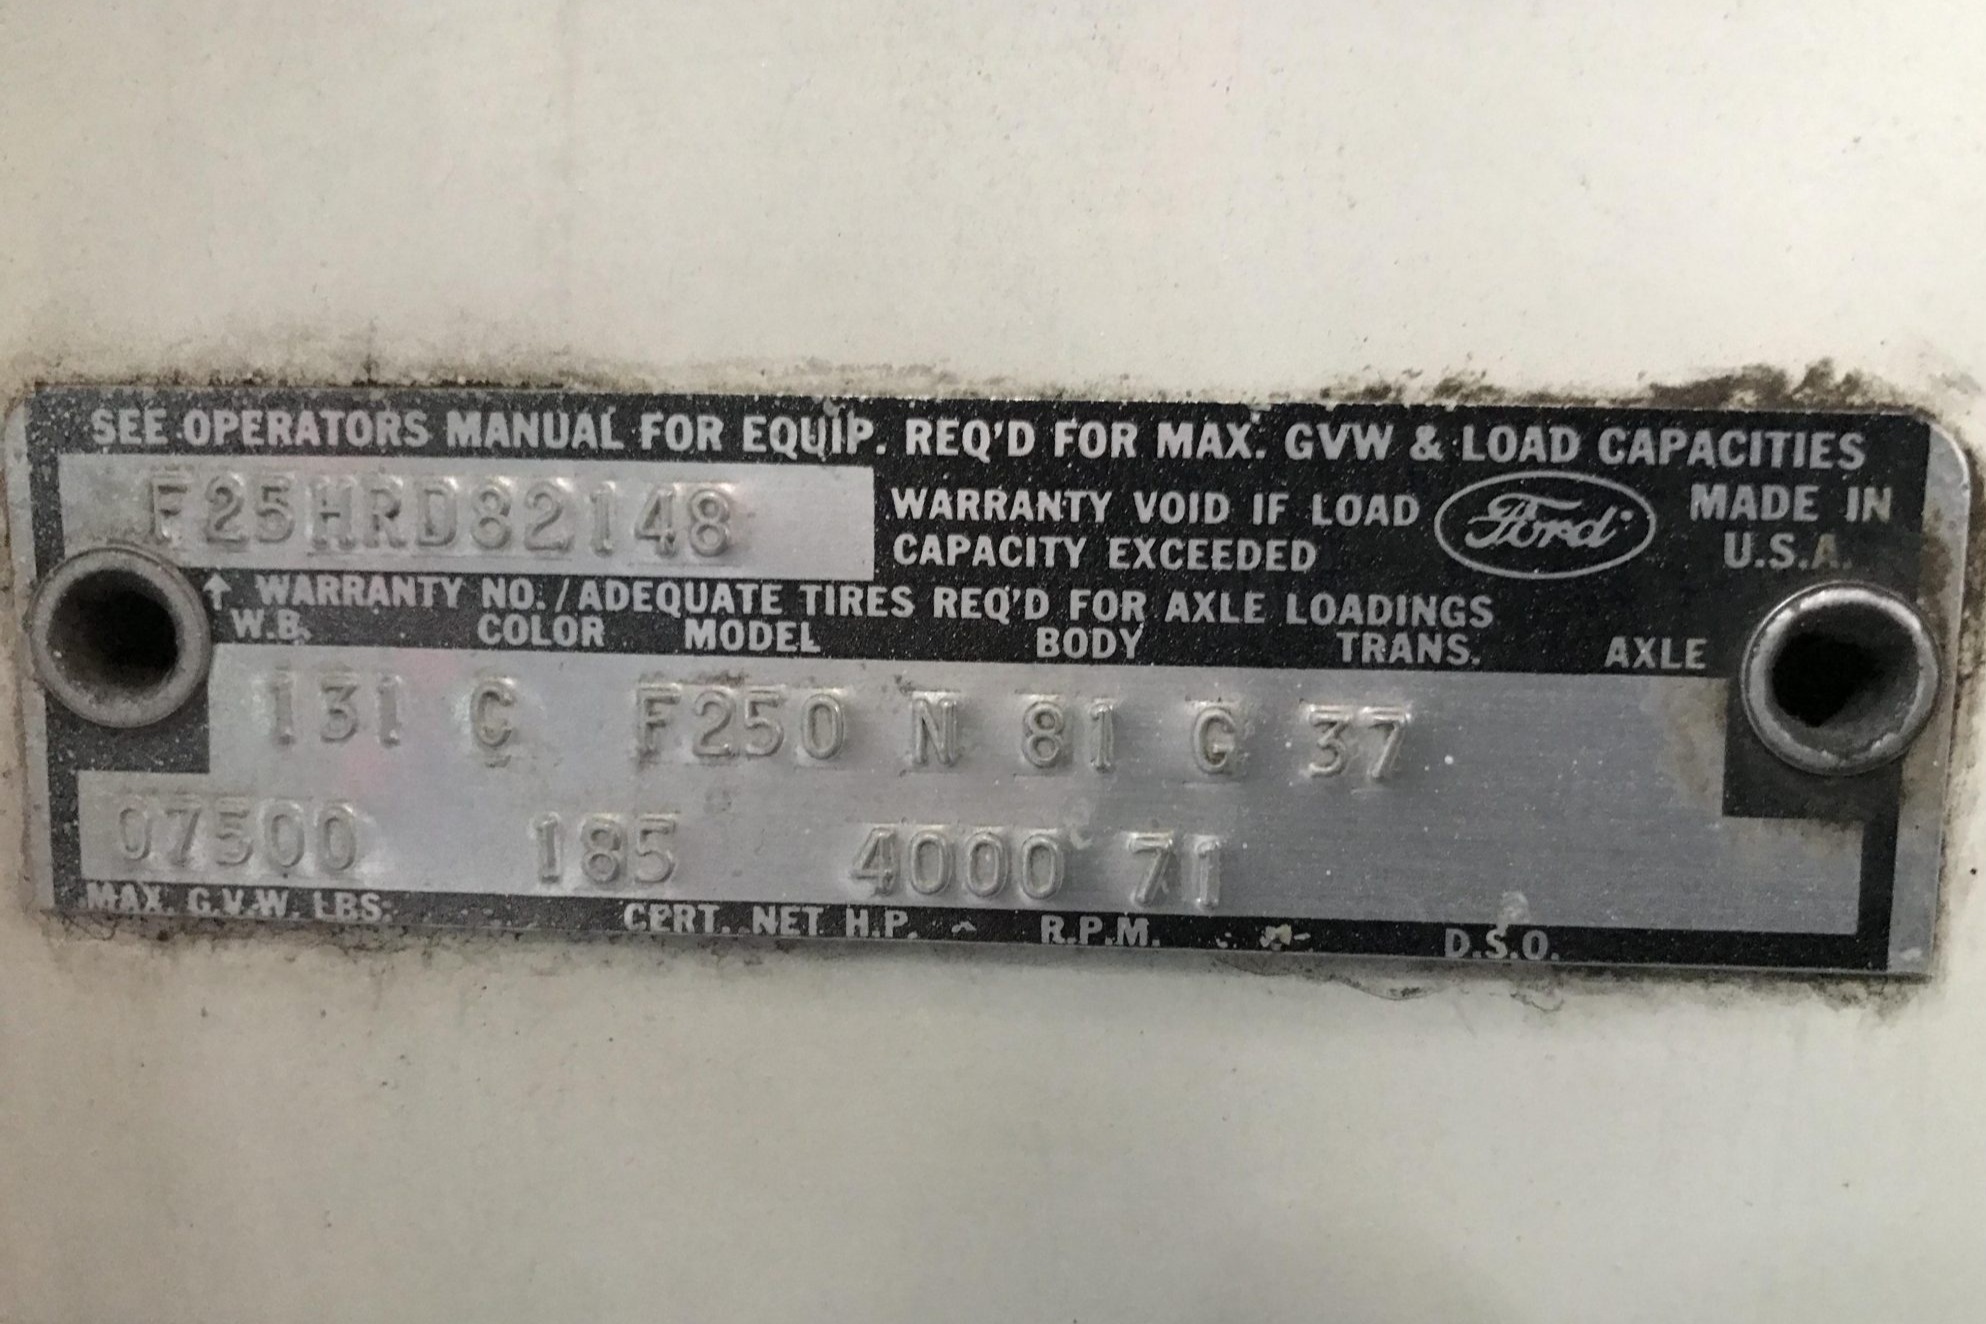 SEE OPERATORS MANUAL FOR EQUIP. REQ'D FOR MAX. GVW & LOAD CAPACITIES
F25HRD82148
WARRANTY VOID IF LOAD
CAPACITY EXCEEDED
Ford
MADE IN
U.S.A.
↑ WARRANTY NO./ADEQUATE TIRES REQ'D FOR AXLE LOADINGS
W.B. COLOR MODEL BODY TRANS. AXLE
131 C F250 N 81 G 37
07500 185 4000 71
MAX. G.V.W. LBS. CERT. NET H.P. R.P.M. D.S.O.